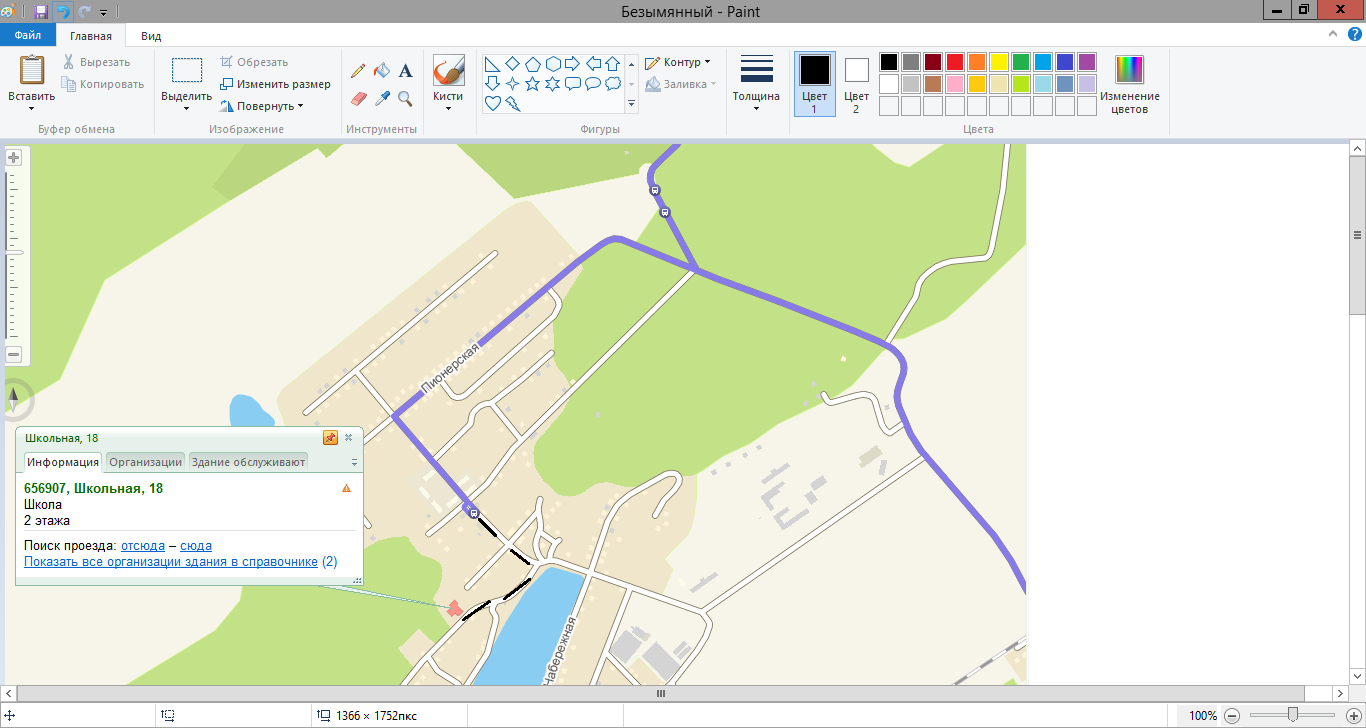 Безымянный - Paint
Файл
Главная
Вид
Вставить
Вырезать
Копировать
Буфер обмена
Выделить
Обрезать
Изменить размер
Повернуть
Изображение
A
Инструменты
Кисти
Контур
Заливка
Фигуры
Толщина
Цвет
1
Цвет
2
Изменение
цветов
Цвета
Пионерская
Школьная, 18
Информация
Организации
Здание обслуживают
656907, Школьная, 18
Школа
2 этажа
Поиск проезда: отсюда – сюда
Показать все организации здания в справочнике (2)
Набережная
1366 × 1752пкс
100%